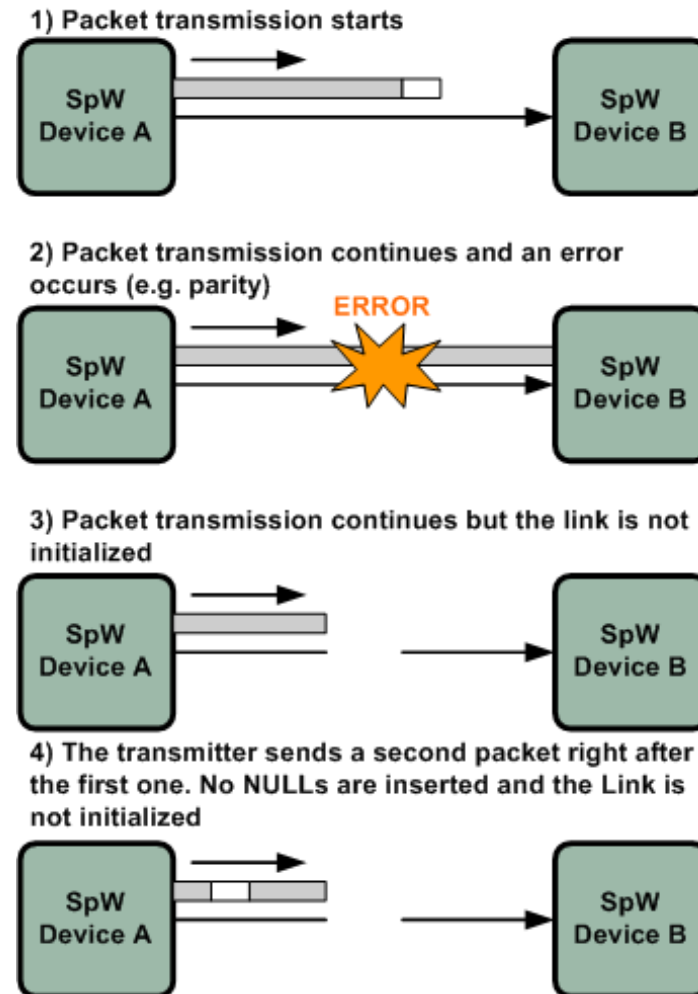 1) Packet transmission starts
SpW
Device A
SpW
Device B
2) Packet transmission continues and an error
occurs (e.g. parity)
ERROR
SpW
Device A
SpW
Device B
3) Packet transmission continues but the link is not
initialized
SpW
Device A
SpW
Device B
4) The transmitter sends a second packet right after
the first one. No NULLs are inserted and the Link is
not initialized
SpW
Device A
SpW
Device B